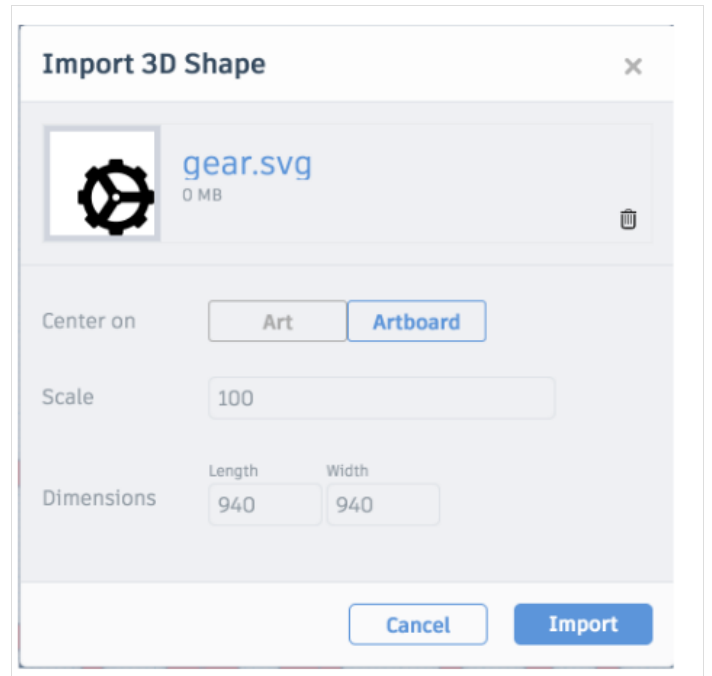 Import 3D Shape
gear.svg
0 MB
Center on Art Artboard
Scale 100
Length Width
Dimensions 940 940
Cancel Import